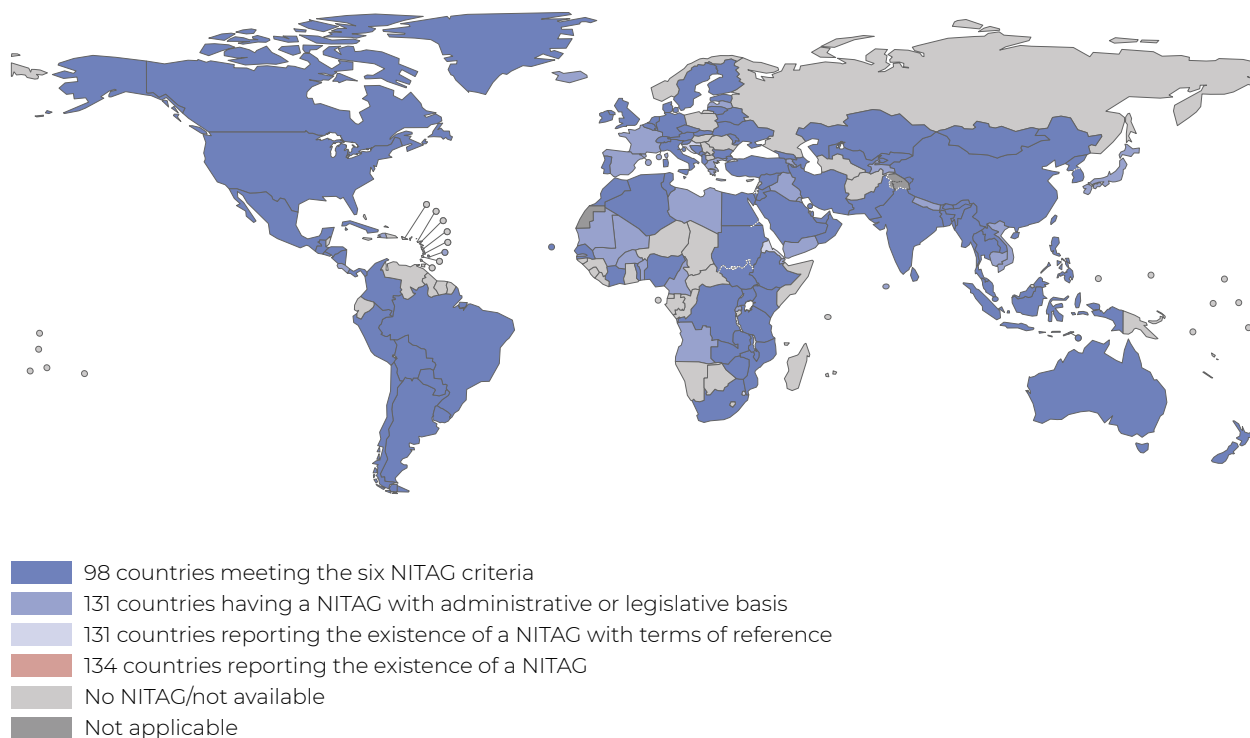 98 countries meeting the six NITAG criteria
131 countries having a NITAG with administrative or legislative basis
131 countries reporting the existence of a NITAG with terms of reference
134 countries reporting the existence of a NITAG
No NITAG/not available
Not applicable